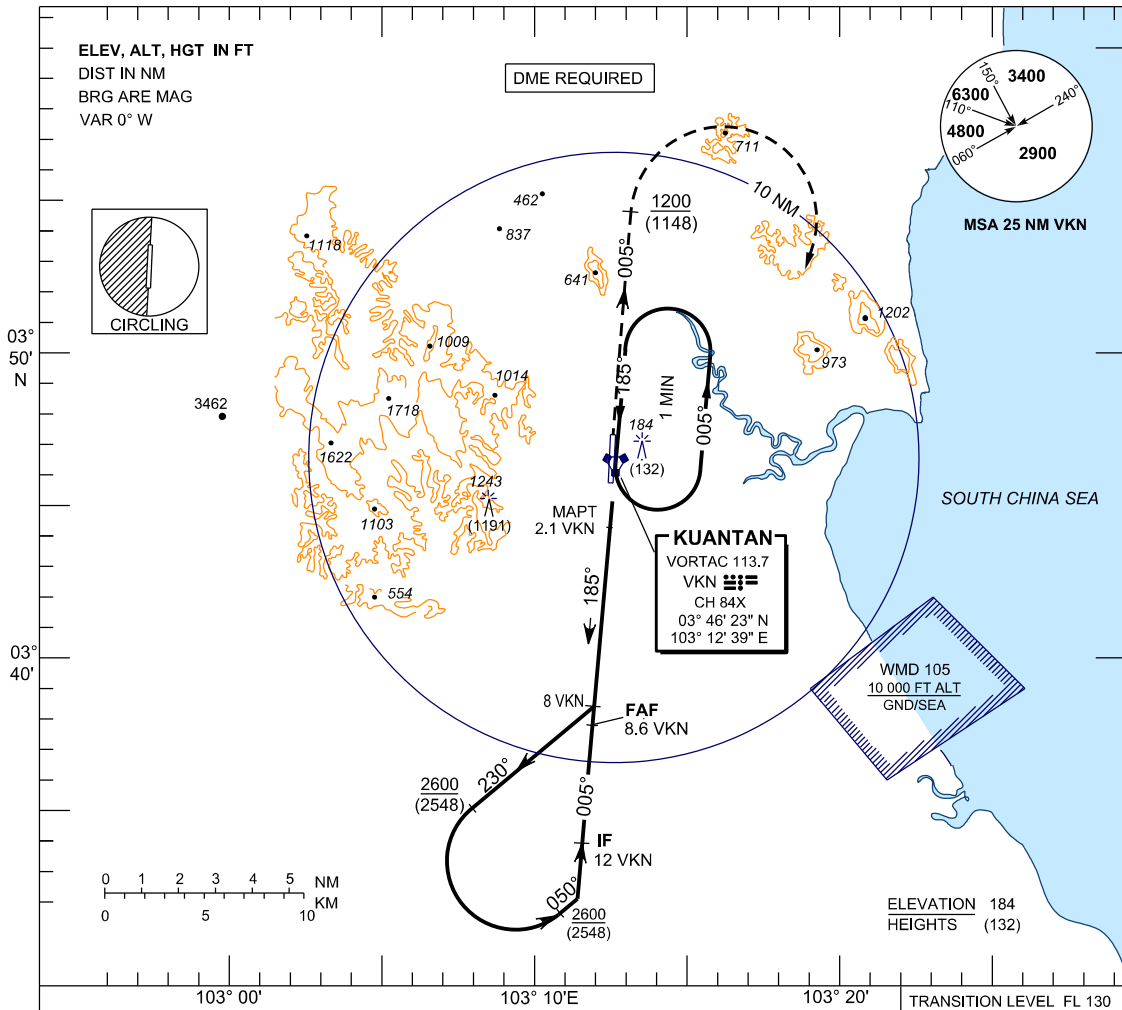 ELEV, ALT, HGT IN FT
DIST IN NM
BRG ARE MAG
VAR 0° W
DME REQUIRED
150°
3400
6300
110°
240°
4800
060°
2900
MSA 25 NM VKN
711
10 NM
462
1200
(1148)
837
1118
641
005°
CIRCLING
1202
03°
50'
N
1009
973
185°
1 MIN
1014
3462
1718
005°
184
(132)
1622
1243
(1191)
1103
SOUTH CHINA SEA
MAPT
2.1 VKN
KUANTAN
VORTAC 113.7
VKN
CH 84X
03° 46' 23" N
103° 12' 39" E
185°
554
03°
40'
WMD 105
10 000 FT ALT
GND/SEA
8 VKN
FAF
8.6 VKN
230°
2600
(2548)
005°
IF
12 VKN
050°
2600
(2548)
0 1 2 3 4 5 NM
KM
0 5 10
ELEVATION 184
HEIGHTS (132)
103° 00'
103° 10'E
103° 20'
TRANSITION LEVEL FL 130